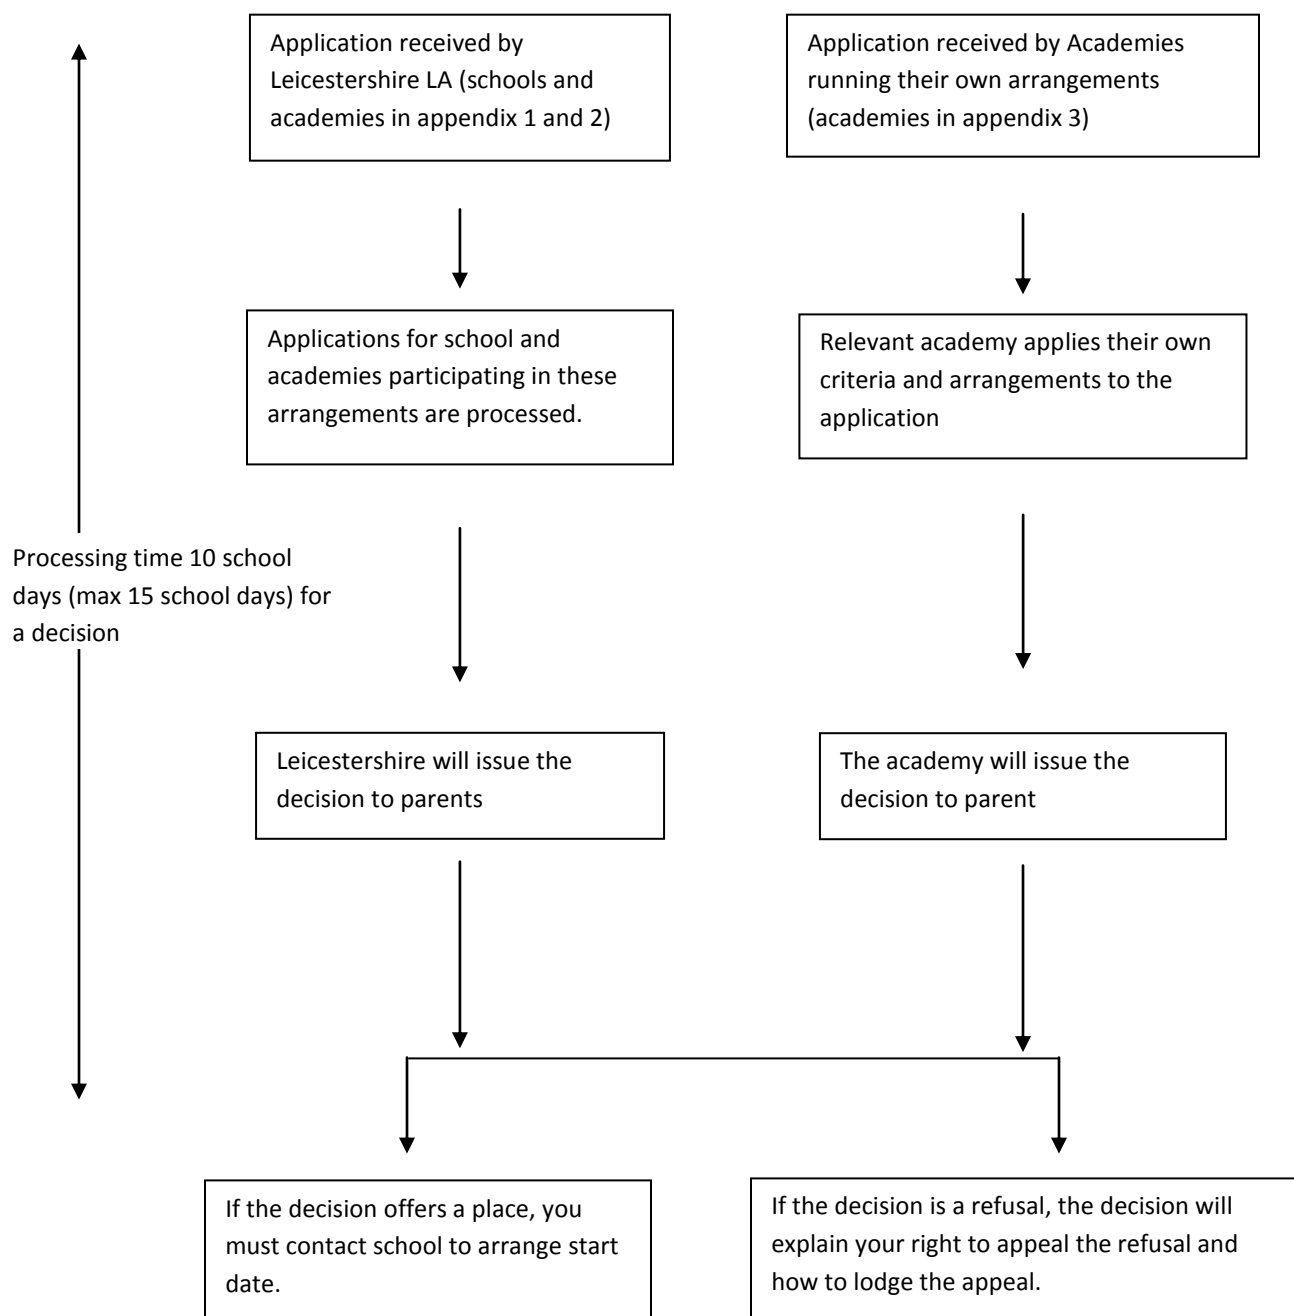 Application received by
Leicestershire LA (schools and
academies in appendix 1 and 2)
Application received by Academies
running their own arrangements
(academies in appendix 3)
Applications for school and
academies participating in these
arrangements are processed.
Relevant academy applies their own
criteria and arrangements to the
application
Processing time 10 school
days (max 15 school days) for
a decision
Leicestershire will issue the
decision to parents
The academy will issue the
decision to parent
If the decision offers a place, you
must contact school to arrange start
date.
If the decision is a refusal, the decision will
explain your right to appeal the refusal and
how to lodge the appeal.